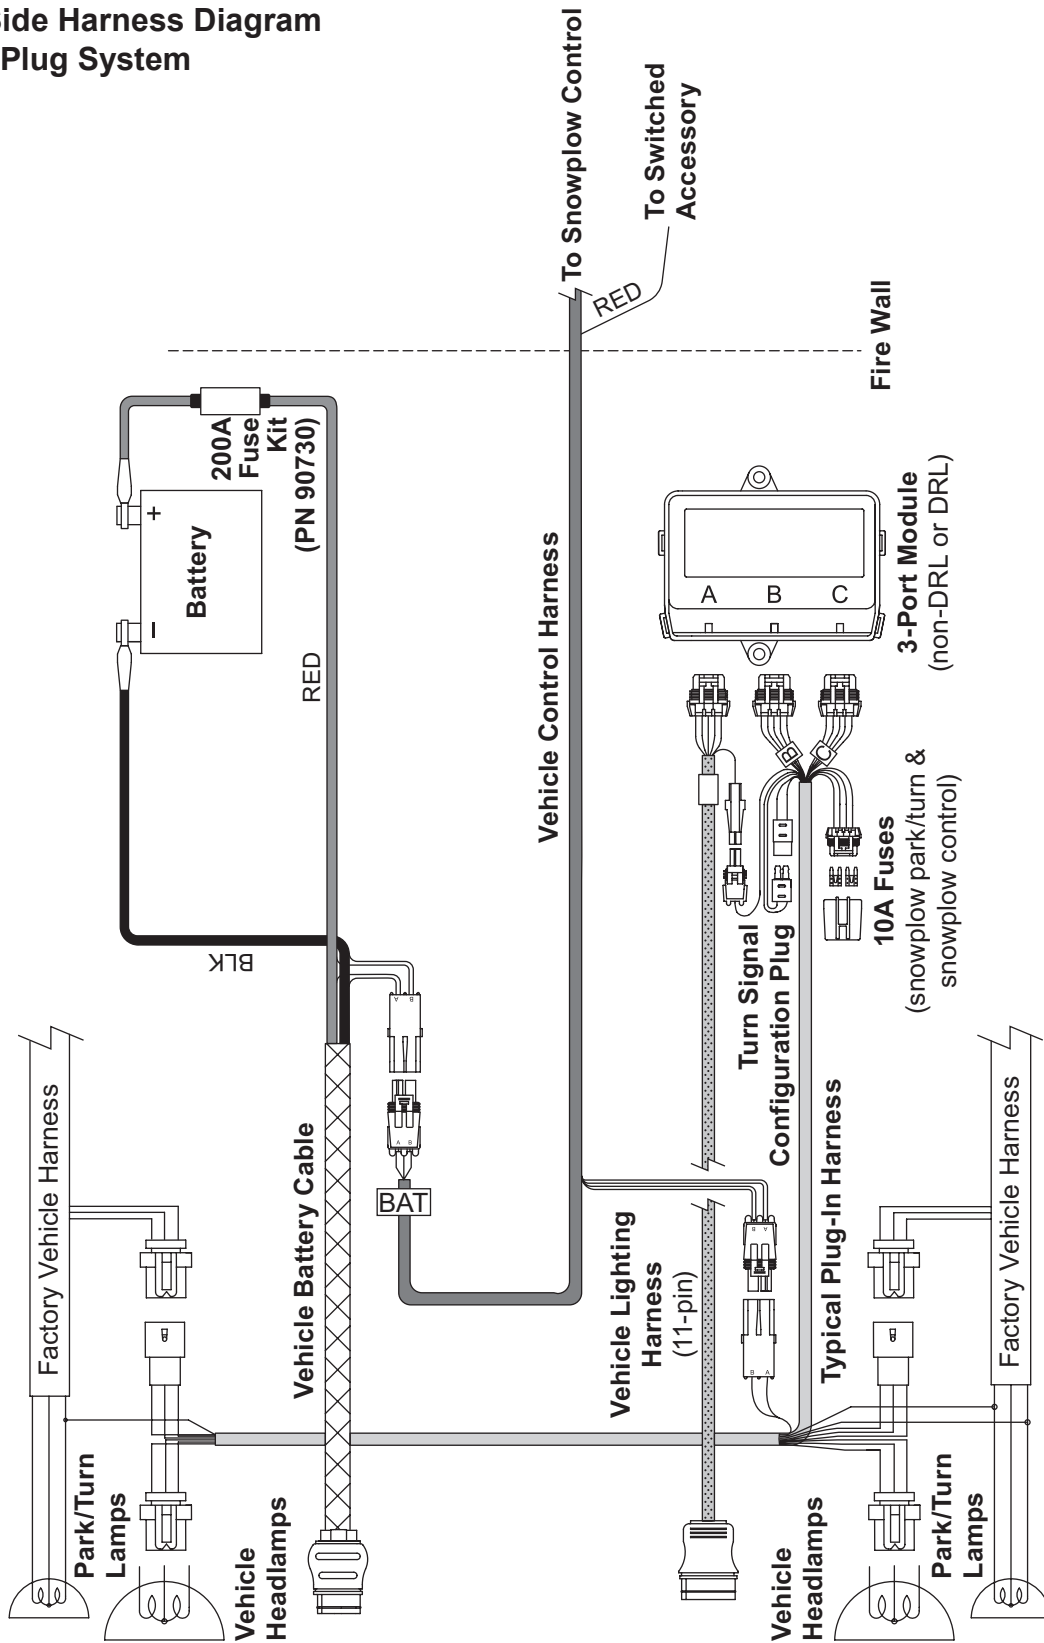 Side Harness Diagram
Plug System
To Snowplow Control
To Switched
Accessory
RED
Fire Wall
200A
Fuse
Kit
(PN 90730)
+
−
Battery
RED
BLK
Vehicle Control Harness
A
B
C
3-Port Module
(non-DRL or DRL)
B
C
10A Fuses
(snowplow park/turn &
snowplow control)
Turn Signal
Configuration Plug
Typical Plug-In Harness
A
B
A
B
BAT
Vehicle Battery Cable
Vehicle Lighting
Harness
(11-pin)
B
A
B
A
Factory Vehicle Harness
Factory Vehicle Harness
Park/Turn
Lamps
Vehicle
Headlamps
Vehicle
Headlamps
Park/Turn
Lamps